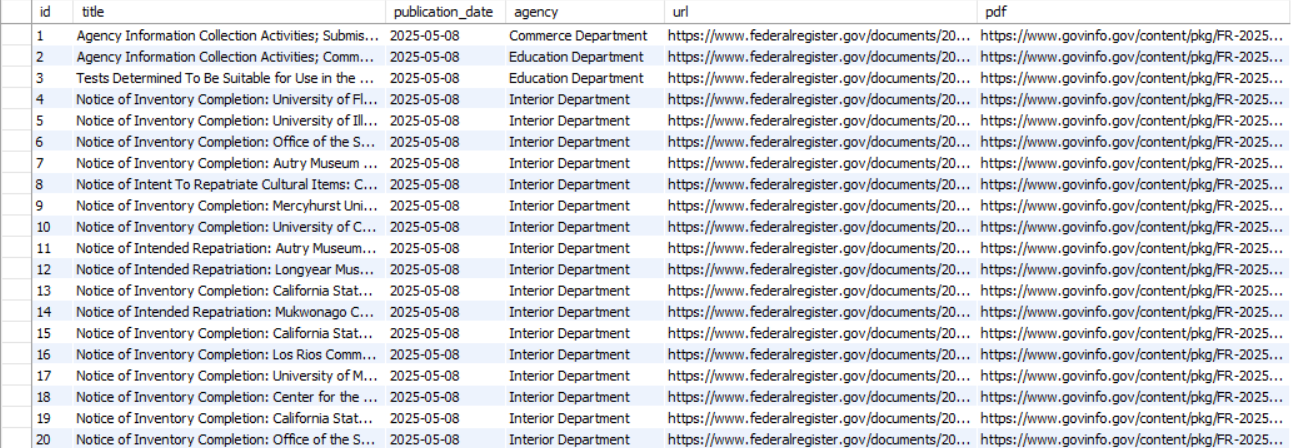 id title publication_date agency url pdf
1 Agency Information Collection Activities; Submis... 2025-05-08 Commerce Department https://www.federalregister.gov/documents/20... https://www.govinfo.gov/content/pkg/FR-2025...
2 Agency Information Collection Activities; Comm... 2025-05-08 Education Department https://www.federalregister.gov/documents/20... https://www.govinfo.gov/content/pkg/FR-2025...
3 Tests Determined To Be Suitable for Use in the ... 2025-05-08 Education Department https://www.federalregister.gov/documents/20... https://www.govinfo.gov/content/pkg/FR-2025...
4 Notice of Inventory Completion: University of Fl... 2025-05-08 Interior Department https://www.federalregister.gov/documents/20... https://www.govinfo.gov/content/pkg/FR-2025...
5 Notice of Inventory Completion: University of Ill... 2025-05-08 Interior Department https://www.federalregister.gov/documents/20... https://www.govinfo.gov/content/pkg/FR-2025...
6 Notice of Inventory Completion: Office of the S... 2025-05-08 Interior Department https://www.federalregister.gov/documents/20... https://www.govinfo.gov/content/pkg/FR-2025...
7 Notice of Inventory Completion: Autry Museum ... 2025-05-08 Interior Department https://www.federalregister.gov/documents/20... https://www.govinfo.gov/content/pkg/FR-2025...
8 Notice of Intent To Repatriate Cultural Items: C... 2025-05-08 Interior Department https://www.federalregister.gov/documents/20... https://www.govinfo.gov/content/pkg/FR-2025...
9 Notice of Inventory Completion: Mercyhurst Uni... 2025-05-08 Interior Department https://www.federalregister.gov/documents/20... https://www.govinfo.gov/content/pkg/FR-2025...
10 Notice of Inventory Completion: University of C... 2025-05-08 Interior Department https://www.federalregister.gov/documents/20... https://www.govinfo.gov/content/pkg/FR-2025...
11 Notice of Intended Repatriation: Autry Museum... 2025-05-08 Interior Department https://www.federalregister.gov/documents/20... https://www.govinfo.gov/content/pkg/FR-2025...
12 Notice of Intended Repatriation: Longyear Mus... 2025-05-08 Interior Department https://www.federalregister.gov/documents/20... https://www.govinfo.gov/content/pkg/FR-2025...
13 Notice of Inventory Completion: California Stat... 2025-05-08 Interior Department https://www.federalregister.gov/documents/20... https://www.govinfo.gov/content/pkg/FR-2025...
14 Notice of Intended Repatriation: Mukwonago C... 2025-05-08 Interior Department https://www.federalregister.gov/documents/20... https://www.govinfo.gov/content/pkg/FR-2025...
15 Notice of Inventory Completion: California Stat... 2025-05-08 Interior Department https://www.federalregister.gov/documents/20... https://www.govinfo.gov/content/pkg/FR-2025...
16 Notice of Inventory Completion: Los Rios Comm... 2025-05-08 Interior Department https://www.federalregister.gov/documents/20... https://www.govinfo.gov/content/pkg/FR-2025...
17 Notice of Inventory Completion: University of M... 2025-05-08 Interior Department https://www.federalregister.gov/documents/20... https://www.govinfo.gov/content/pkg/FR-2025...
18 Notice of Inventory Completion: Center for the ... 2025-05-08 Interior Department https://www.federalregister.gov/documents/20... https://www.govinfo.gov/content/pkg/FR-2025...
19 Notice of Inventory Completion: California Stat... 2025-05-08 Interior Department https://www.federalregister.gov/documents/20... https://www.govinfo.gov/content/pkg/FR-2025...
20 Notice of Inventory Completion: Office of the S... 2025-05-08 Interior Department https://www.federalregister.gov/documents/20... https://www.govinfo.gov/content/pkg/FR-2025...